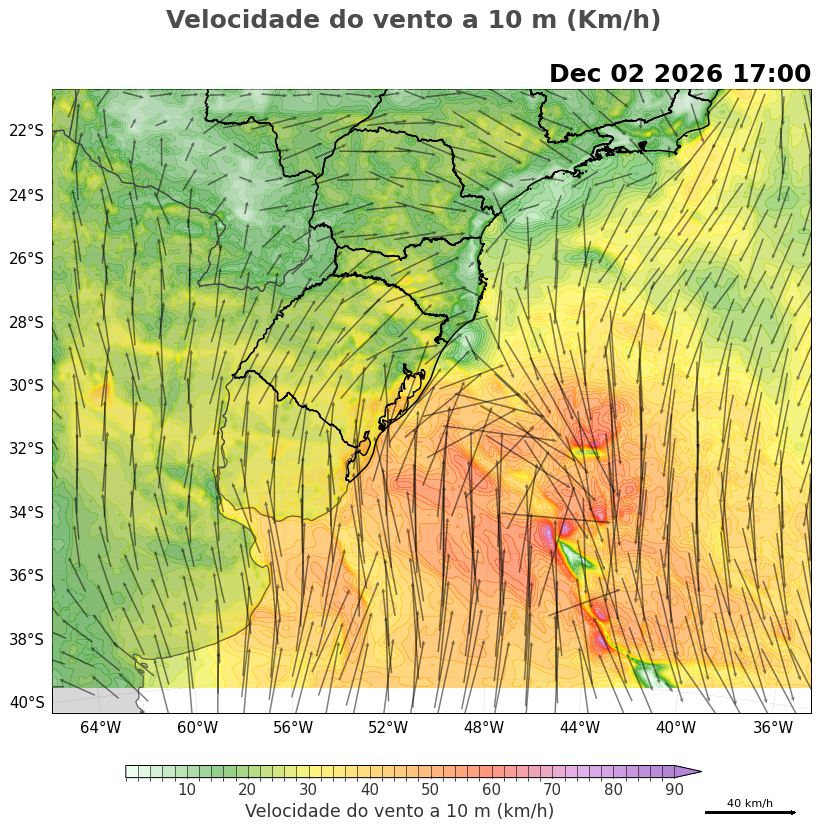 Velocidade do vento a 10 m (Km/h)
Dec 02 2026 17:00
22°S
24°S
26°S
28°S
30°S
32°S
34°S
36°S
38°S
40°S
64°W 60°W 56°W 52°W 48°W 44°W 40°W 36°W
10 20 30 40 50 60 70 80 90
Velocidade do vento a 10 m (km/h)
40 km/h